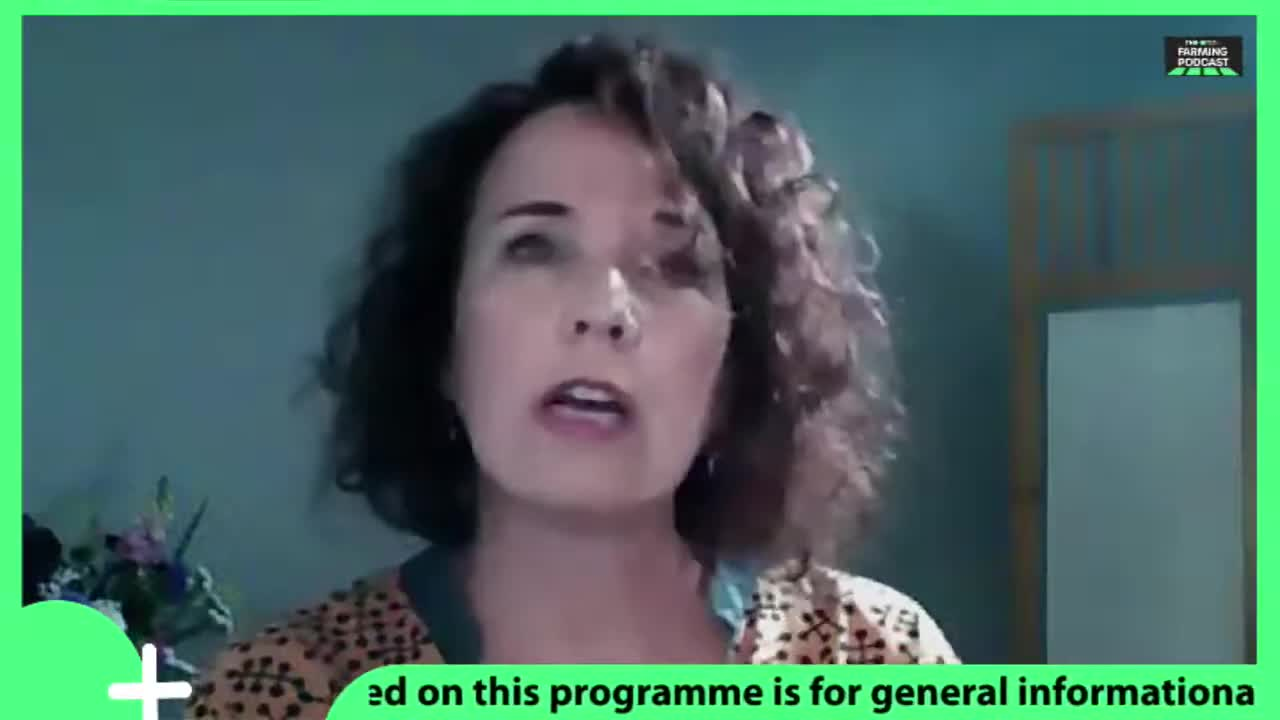 FARMING
PODCAST
ed on this programme is for general informationa